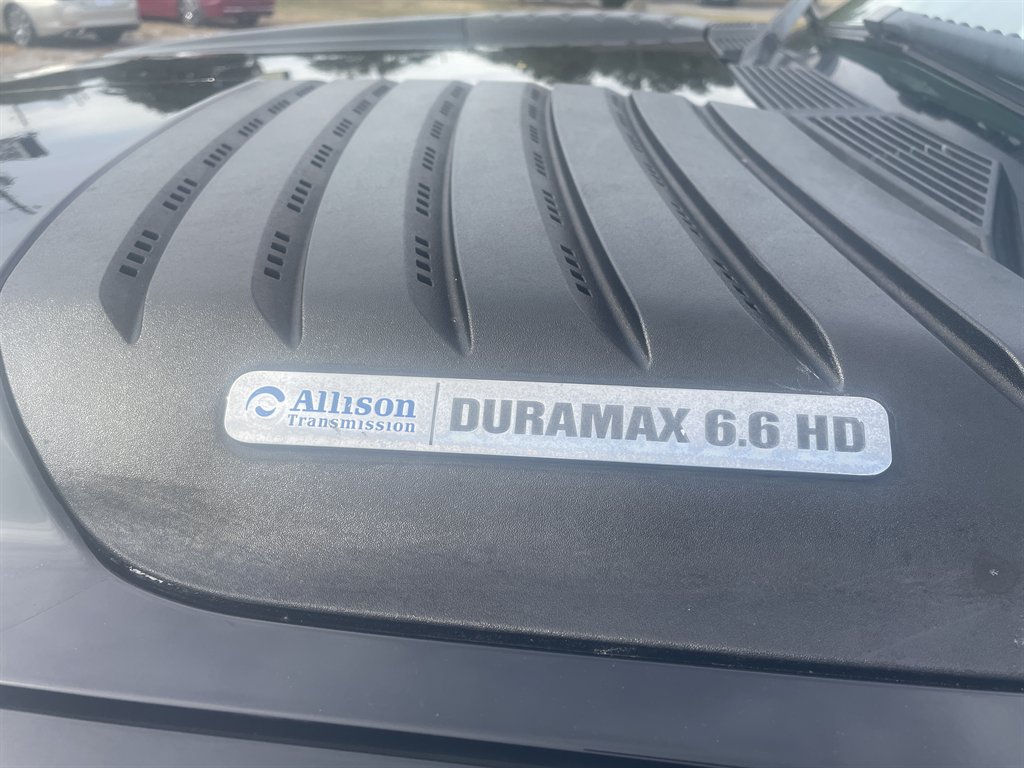 Allison
Transmission
DURAMAX 6.6 HD